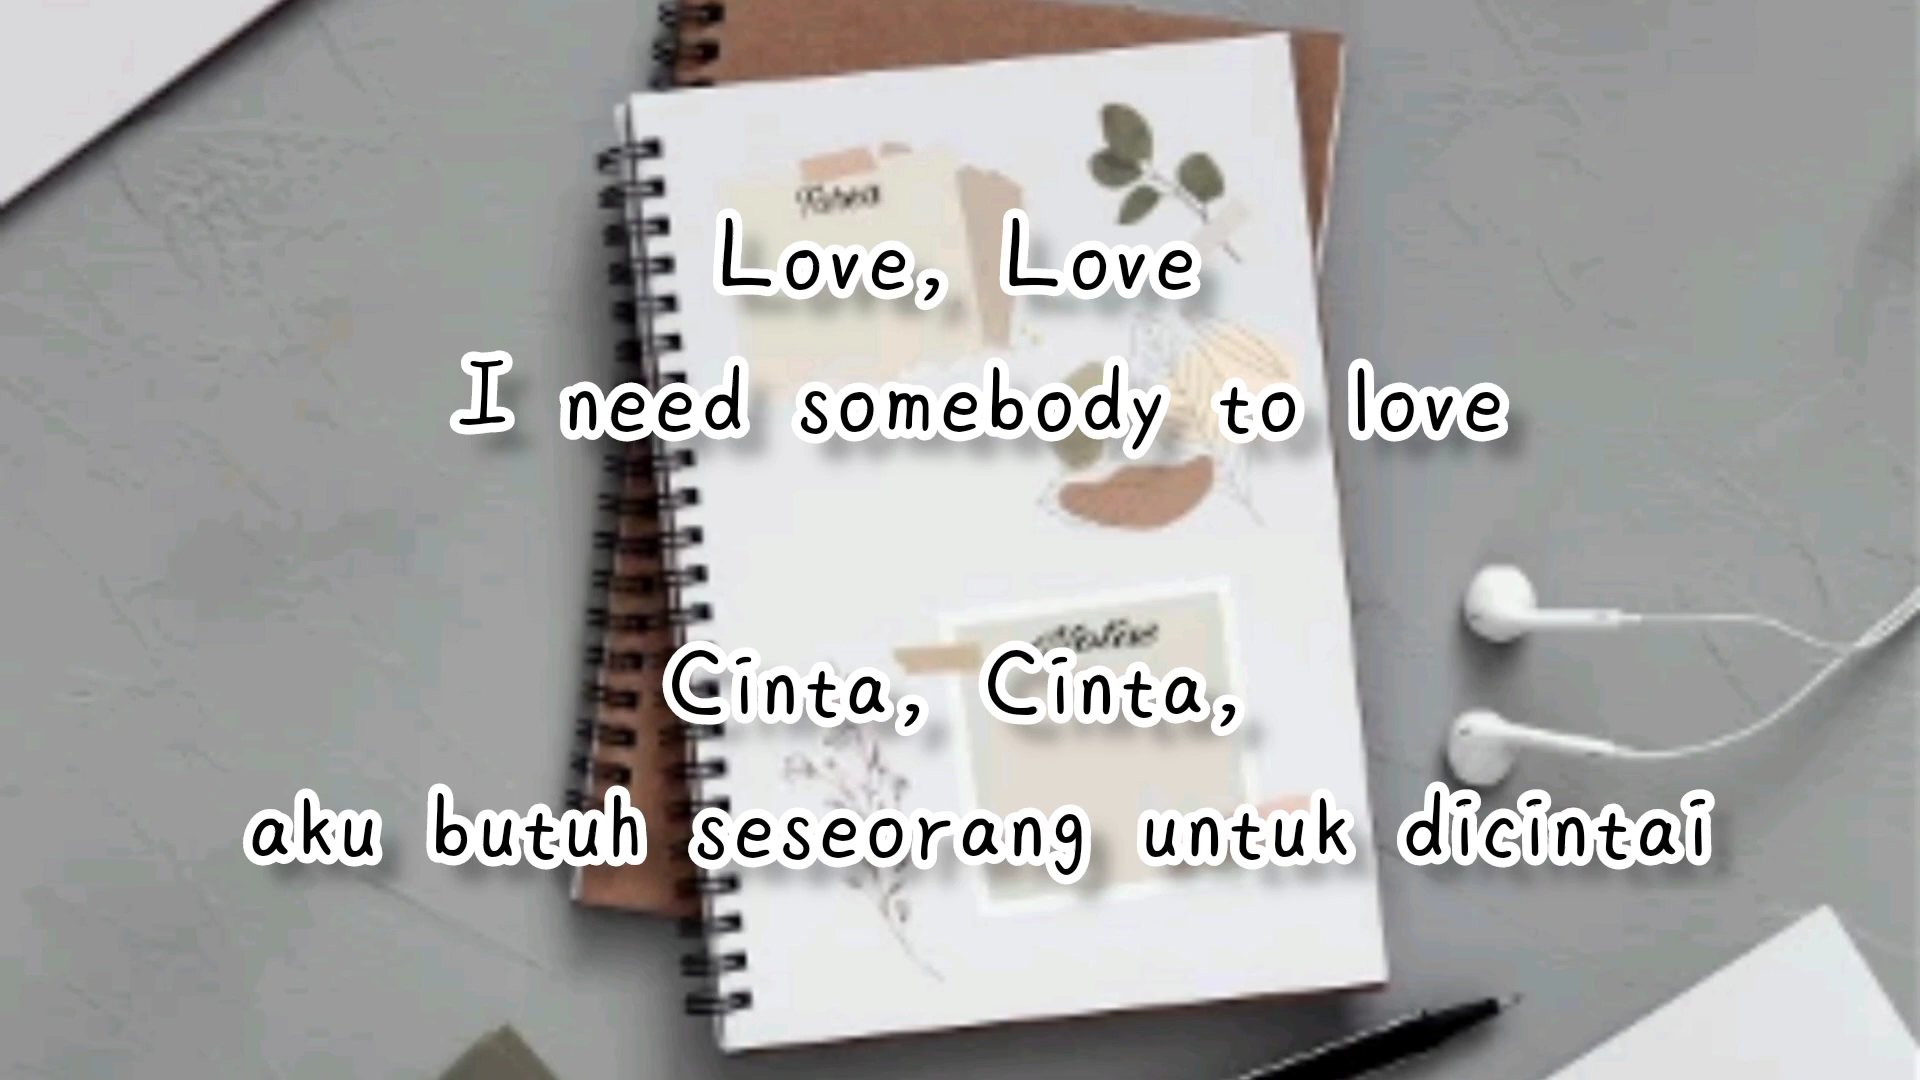 Love, Love
I need somebody to love
Cinta, Cinta,
aku butuh seseorang untuk dicintai